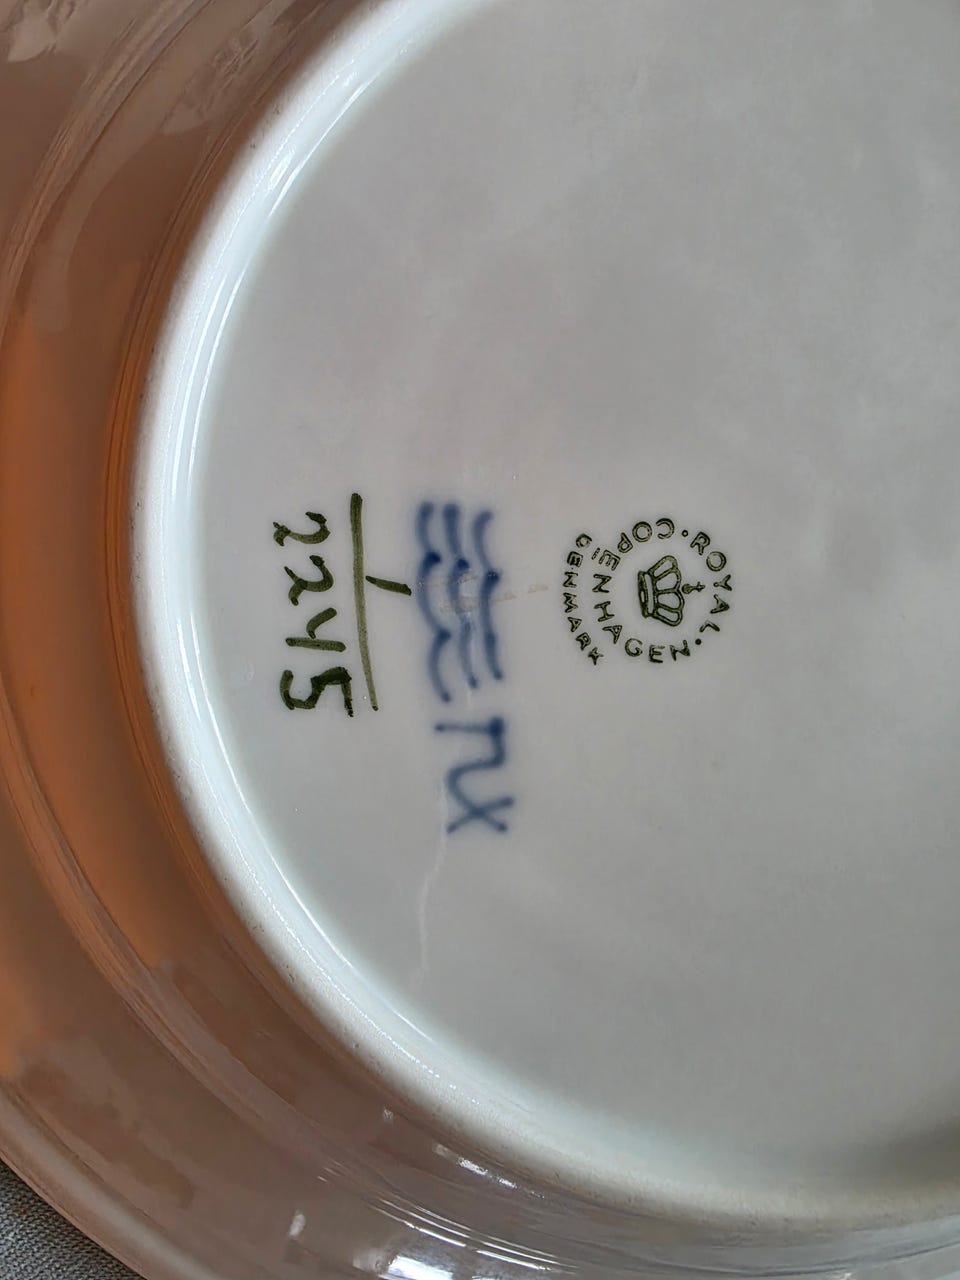 ROYAL
COPENHAGEN
DENMARK
1
2245